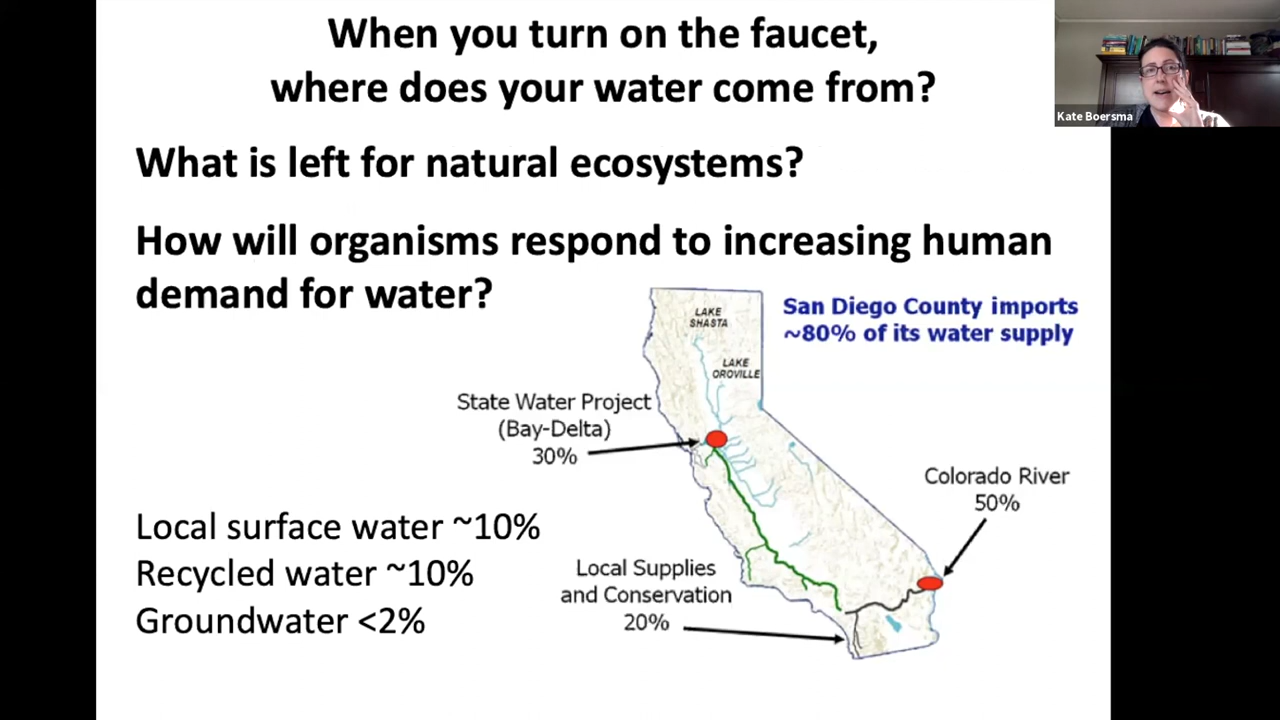 When you turn on the faucet,
where does your water come from?
Kate Boersma
What is left for natural ecosystems?
How will organisms respond to increasing human
demand for water?
San Diego County imports
~80% of its water supply
LAKE
SHASTA
LAKE
OROVILLE
State Water Project
(Bay-Delta)
30%
Colorado River
50%
Local surface water ~10%
Recycled water ~10%
Groundwater <2%
Local Supplies
and Conservation
20%